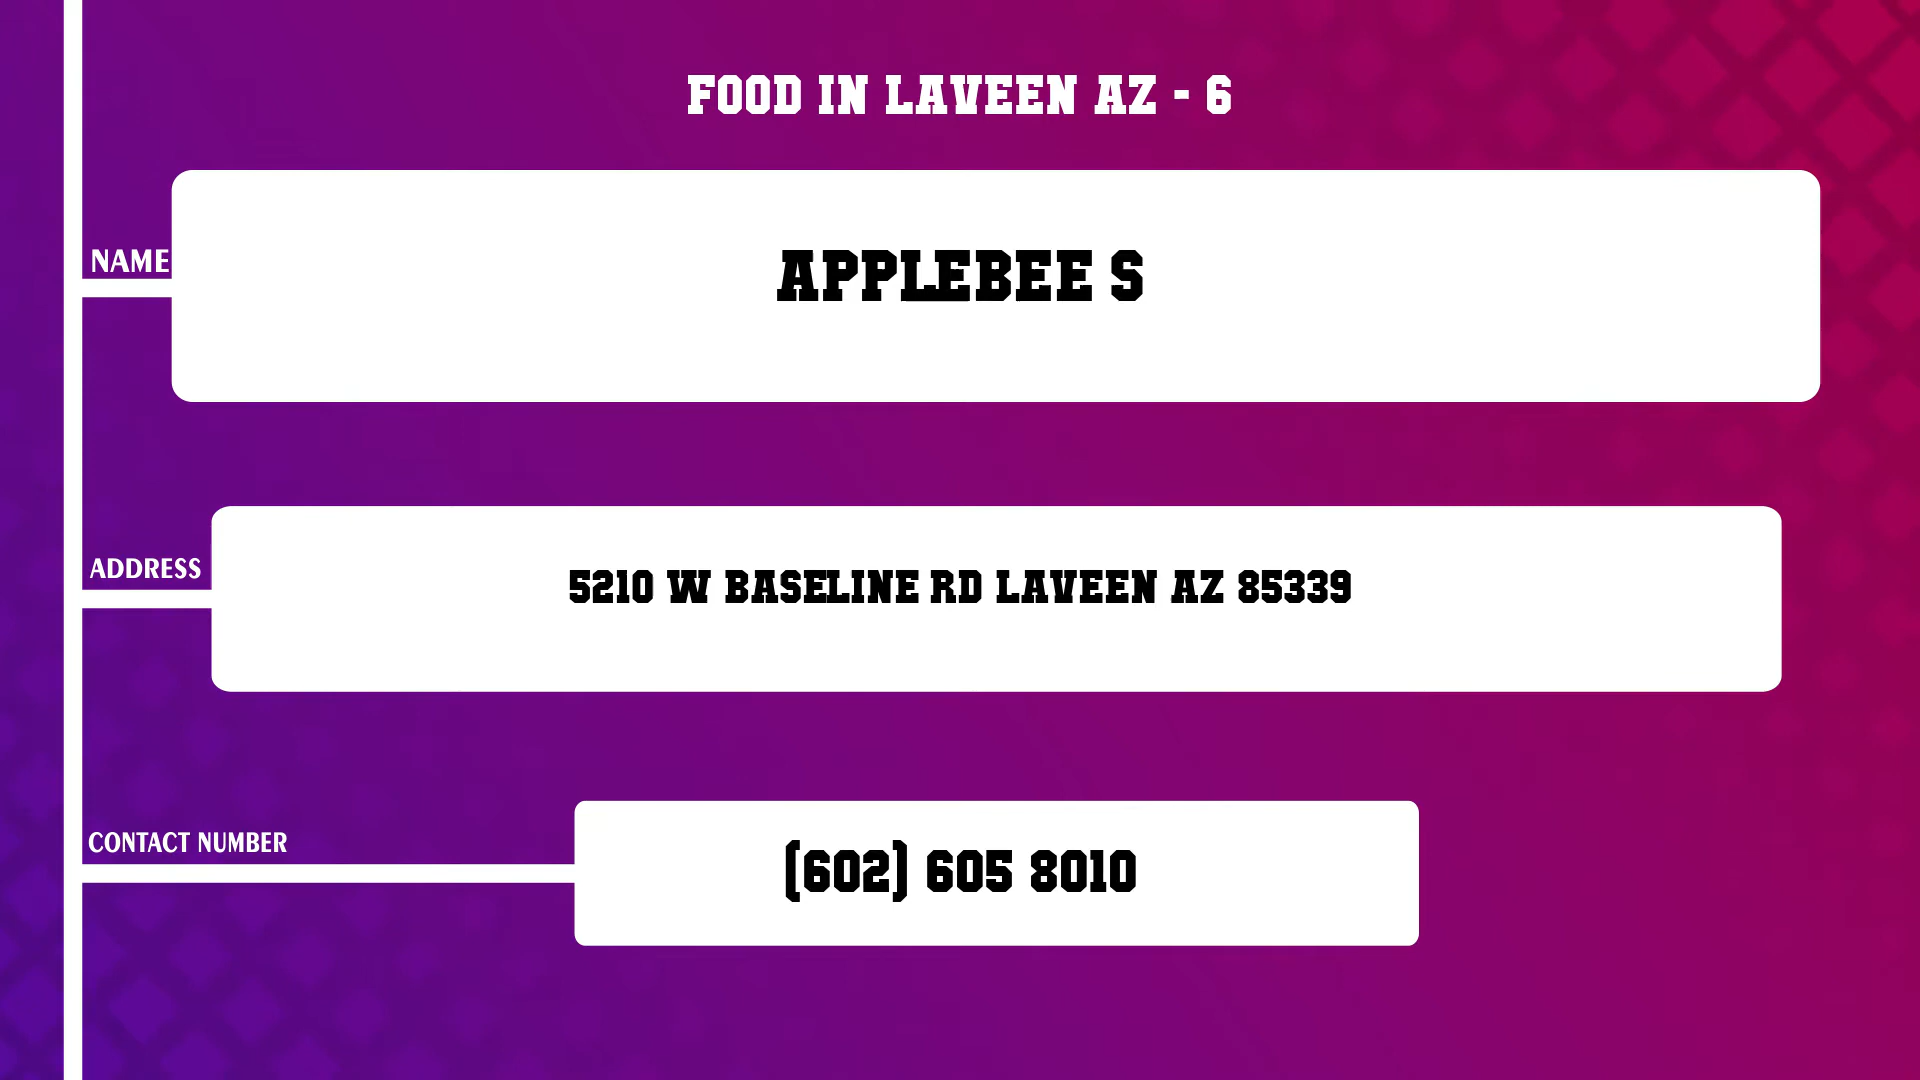 FOOD IN LAVEEN AZ - 6
NAME
APPLEBEE S
ADDRESS
5210 W BASELINE RD LAVEEN AZ 85339
CONTACT NUMBER
(602) 605 8010